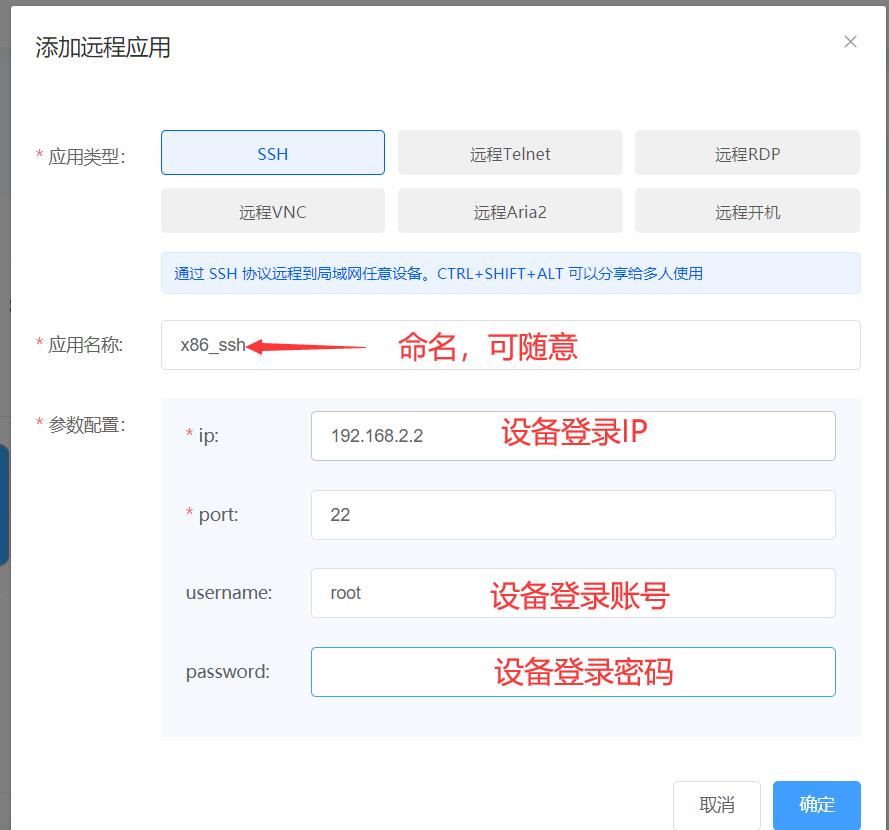 添加远程应用
* 应用类型:
SSH
远程Telnet
远程RDP
远程VNC
远程Aria2
远程开机
通过 SSH 协议远程到局域网任意设备。CTRL+SHIFT+ALT 可以分享给多人使用
* 应用名称:
x86_ssh
命名，可随意
* 参数配置:
* ip:
192.168.2.2
设备登录IP
* port:
22
username:
root
设备登录账号
password:
设备登录密码
取消
确定